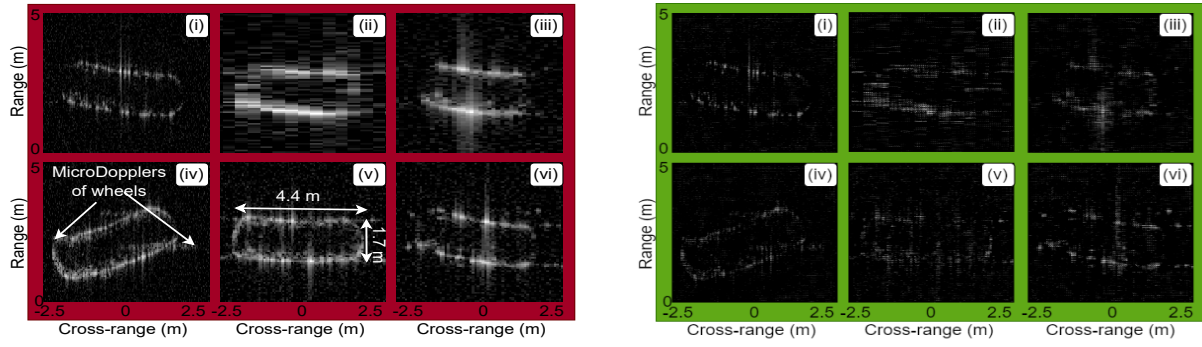 5
(i)
(ii)
(iii)
Range (m)
0
5
MicroDopplers
of wheels
(iv)
4.4 m
1.7 m
(v)
(vi)
Range (m)
0
-2.5 0 2.5
-2.5 0 2.5
-2.5 0 2.5
Cross-range (m)
Cross-range (m)
Cross-range (m)
5
(i)
(ii)
(iii)
Range (m)
0
5
(iv)
(v)
(vi)
Range (m)
0
-2.5 0 2.5
-2.5 0 2.5
-2.5 0 2.5
Cross-range (m)
Cross-range (m)
Cross-range (m)